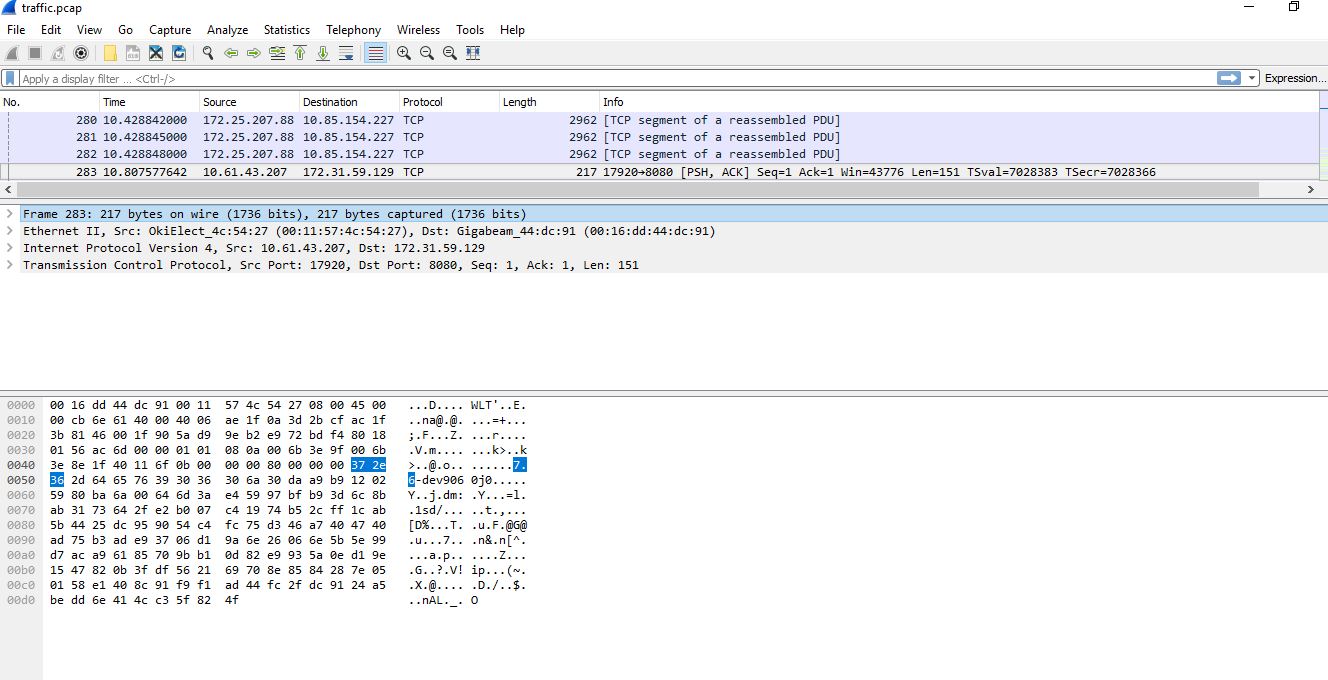 traffic.pcap
File Edit View Go Capture Analyze Statistics Telephony Wireless Tools Help
Apply a display filter ... <Ctrl-/> Expression...
No. Time Source Destination Protocol Length Info
280 10.428842000 172.25.207.88 10.85.154.227 TCP 2962 [TCP segment of a reassembled PDU]
281 10.428845000 172.25.207.88 10.85.154.227 TCP 2962 [TCP segment of a reassembled PDU]
282 10.428848000 172.25.207.88 10.85.154.227 TCP 2962 [TCP segment of a reassembled PDU]
283 10.807577642 10.61.43.207 172.31.59.129 TCP 217 17920→8080 [PSH, ACK] Seq=1 Ack=1 Win=43776 Len=151 TSval=7028383 TSecr=7028366
Frame 283: 217 bytes on wire (1736 bits), 217 bytes captured (1736 bits)
Ethernet II, Src: OkiElect_4c:54:27 (00:11:57:4c:54:27), Dst: Gigabeam_44:dc:91 (00:16:dd:44:dc:91)
Internet Protocol Version 4, Src: 10.61.43.207, Dst: 172.31.59.129
Transmission Control Protocol, Src Port: 17920, Dst Port: 8080, Seq: 1, Ack: 1, Len: 151
0000 00 16 dd 44 dc 91 00 11 57 4c 54 27 08 00 45 00 ...D.... WLT'..E.
0010 00 cb 6e 61 40 00 40 06 ae 1f 0a 3d 2b cf ac 1f ..na@.@. ...=+...
0020 3b 81 46 00 1f 90 5a d9 9e b2 e9 72 bd f4 80 18 ;.F...Z. ...r....
0030 01 56 ac 6d 00 00 01 01 08 0a 00 6b 3e 9f 00 6b .V.m.... ...k>..k
0040 3e 8e 1f 40 11 6f 0b 00 00 00 80 00 00 00 37 2e >..@.o.. ......7.
0050 36 2d 64 65 76 39 30 36 30 6a 30 da a9 b9 12 02 6-dev906 0j0.....
0060 59 80 ba 6a 00 64 6d 3a e4 59 97 bf b9 3d 6c 8b Y..j.dm: .Y...=l.
0070 ab 31 73 64 2f e2 b0 07 c4 19 74 b5 2c ff 1c ab .1sd/... ..t.,...
0080 5b 44 25 dc 95 90 54 c4 fc 75 d3 46 a7 40 47 40 [D%...T. .u.F.@G@
0090 ad 75 b3 ad e9 37 06 d1 9a 6e 26 06 6e 5b 5e 99 .u...7.. .n&.n[^.
00a0 d7 ac a9 61 85 70 9b b1 0d 82 e9 93 5a 0e d1 9e ...a.p.. ....Z...
00b0 15 47 82 0b 3f df 56 21 69 70 8e 85 84 28 7e 05 .G..?.V! ip...(~.
00c0 01 58 e1 40 8c 91 f9 f1 ad 44 fc 2f dc 91 24 a5 .X.@.... .D./..$.
00d0 be dd 6e 41 4c c3 5f 82 4f ..nAL._. O